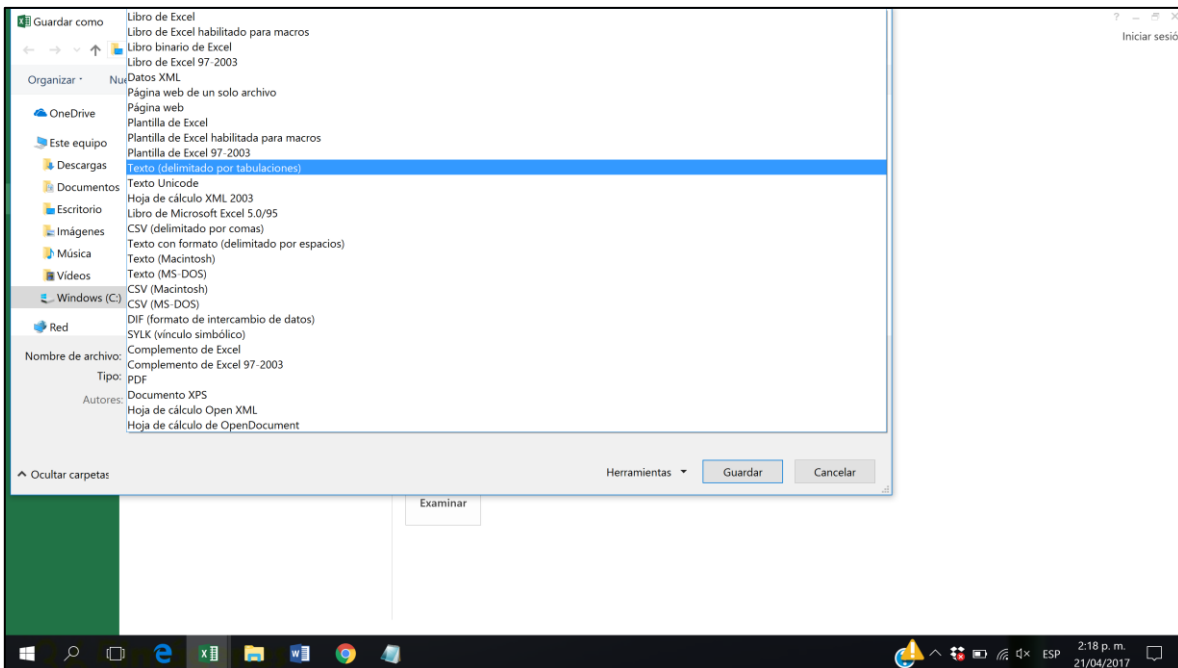 Guardar como
? 
Iniciar sesió
Organizar
Nue
OneDrive
Este equipo
Descargas
Documentos
Escritorio
Imágenes
Música
Vídeos
Windows (C:)
Red
Libro de Excel
Libro de Excel habilitado para macros
Libro binario de Excel
Libro de Excel 97-2003
Datos XML
Página web de un solo archivo
Página web
Plantilla de Excel
Plantilla de Excel habilitada para macros
Plantilla de Excel 97-2003
Texto (delimitado por tabulaciones)
Texto Unicode
Hoja de cálculo XML 2003
Libro de Microsoft Excel 5.0/95
CSV (delimitado por comas)
Texto con formato (delimitado por espacios)
Texto (Macintosh)
Texto (MS-DOS)
CSV (Macintosh)
CSV (MS-DOS)
DIF (formato de intercambio de datos)
SYLK (vínculo simbólico)
Complemento de Excel
Complemento de Excel 97-2003
PDF
Documento XPS
Hoja de cálculo Open XML
Hoja de cálculo de OpenDocument
Nombre de archivo:
Tipo:
Autores:
Ocultar carpetas
Herramientas
Guardar
Cancelar
Examinar
ESP
2:18 p. m.
21/04/2017